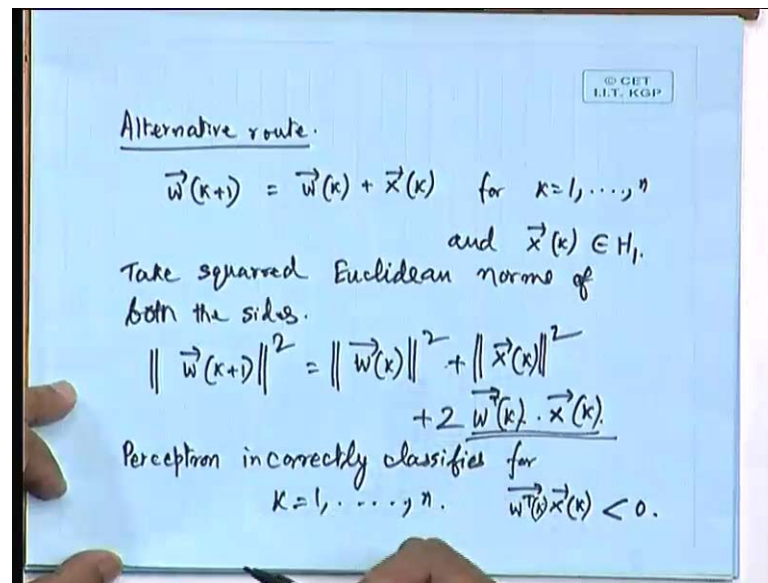 © CET
I.I.T. KGP
Alternative route.
w⃗(k+1) = w⃗(k) + x⃗(k) for k=1, ...., n
and x⃗(k) ∈ H₁.
Take squared Euclidean norms of
both the sides.
‖ w⃗(k+1)‖² = ‖ w⃗(k)‖² + ‖ x⃗(k)‖²
+ 2 w⃗ᵀ(k). x⃗(k).
Perceptron incorrectly classifies for
k=1, ....., n. w⃗ᵀ(k) x⃗(k) < 0.